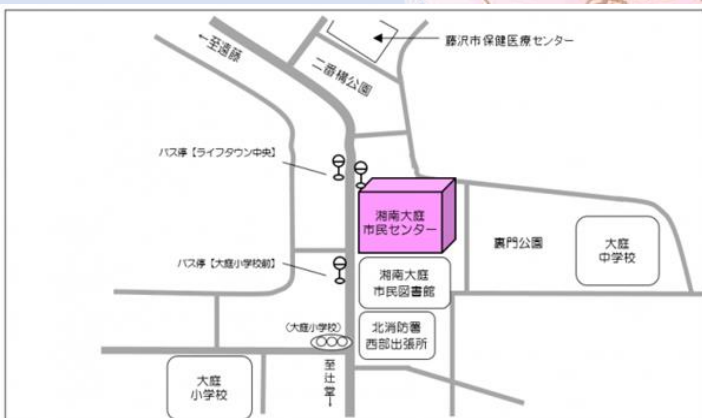 藤沢市保健医療センター
←至遠藤
二番構公園
バス停【ライフタウン中央】
湘南大庭
市民センター
裏門公園
大庭
中学校
バス停【大庭小学校前】
湘南大庭
市民図書館
(大庭小学校)
北消防署
西部出張所
至辻堂→
大庭
小学校